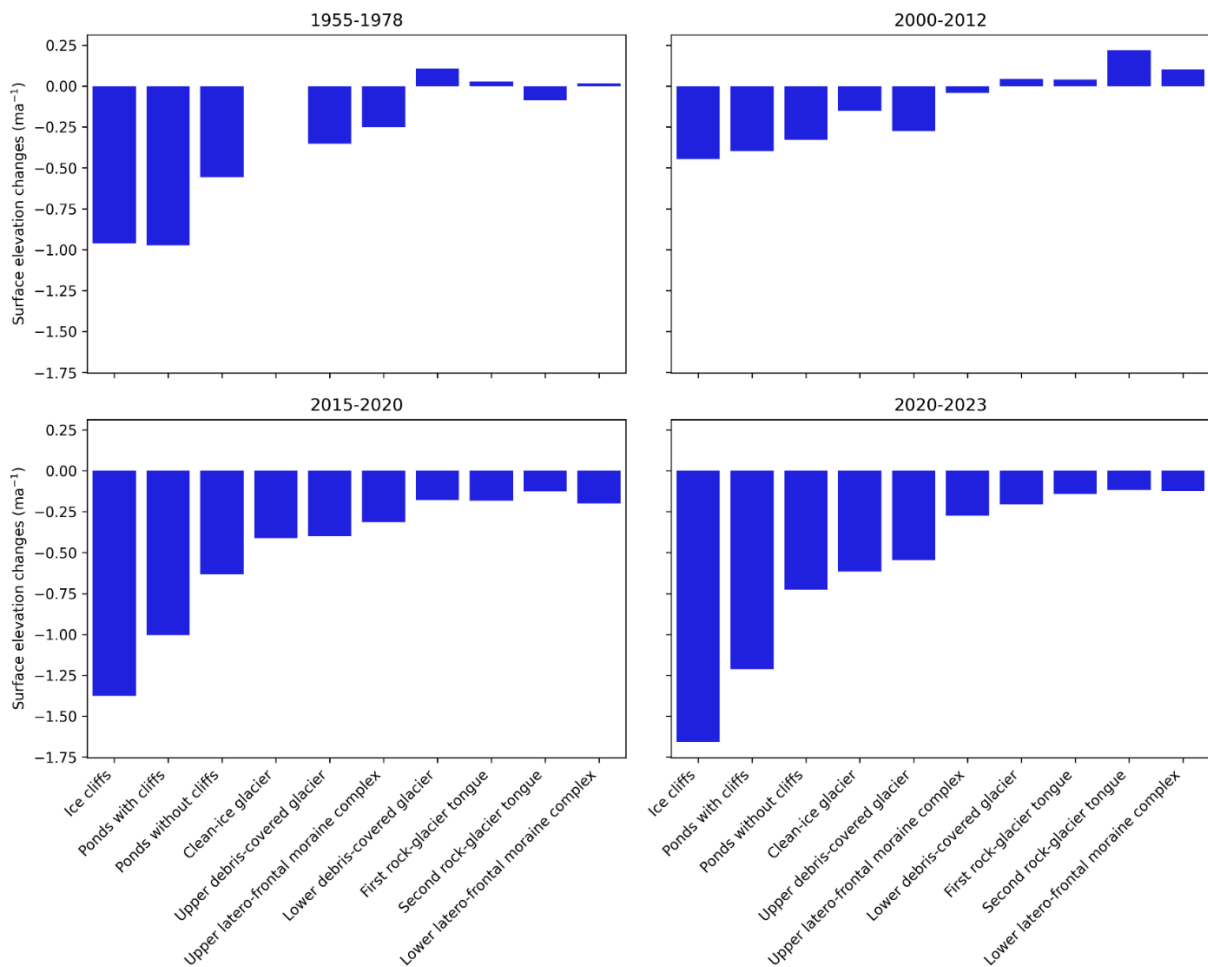 1955-1978
2000-2012
Surface elevation changes (ma⁻¹)
0.25
0.00
−0.25
−0.50
−0.75
−1.00
−1.25
−1.50
−1.75
2015-2020
2020-2023
Surface elevation changes (ma⁻¹)
0.25
0.00
−0.25
−0.50
−0.75
−1.00
−1.25
−1.50
−1.75
Ice cliffs
Ponds with cliffs
Ponds without cliffs
Clean-ice glacier
Upper debris-covered glacier
Upper latero-frontal moraine complex
Lower debris-covered glacier
First rock-glacier tongue
Second rock-glacier tongue
Lower latero-frontal moraine complex
Ice cliffs
Ponds with cliffs
Ponds without cliffs
Clean-ice glacier
Upper debris-covered glacier
Upper latero-frontal moraine complex
Lower debris-covered glacier
First rock-glacier tongue
Second rock-glacier tongue
Lower latero-frontal moraine complex